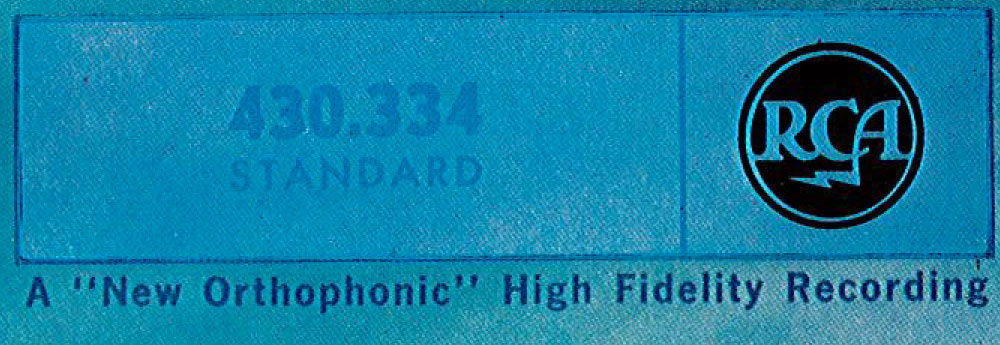 430.334
STANDARD
RCA
A "New Orthophonic" High Fidelity Recording